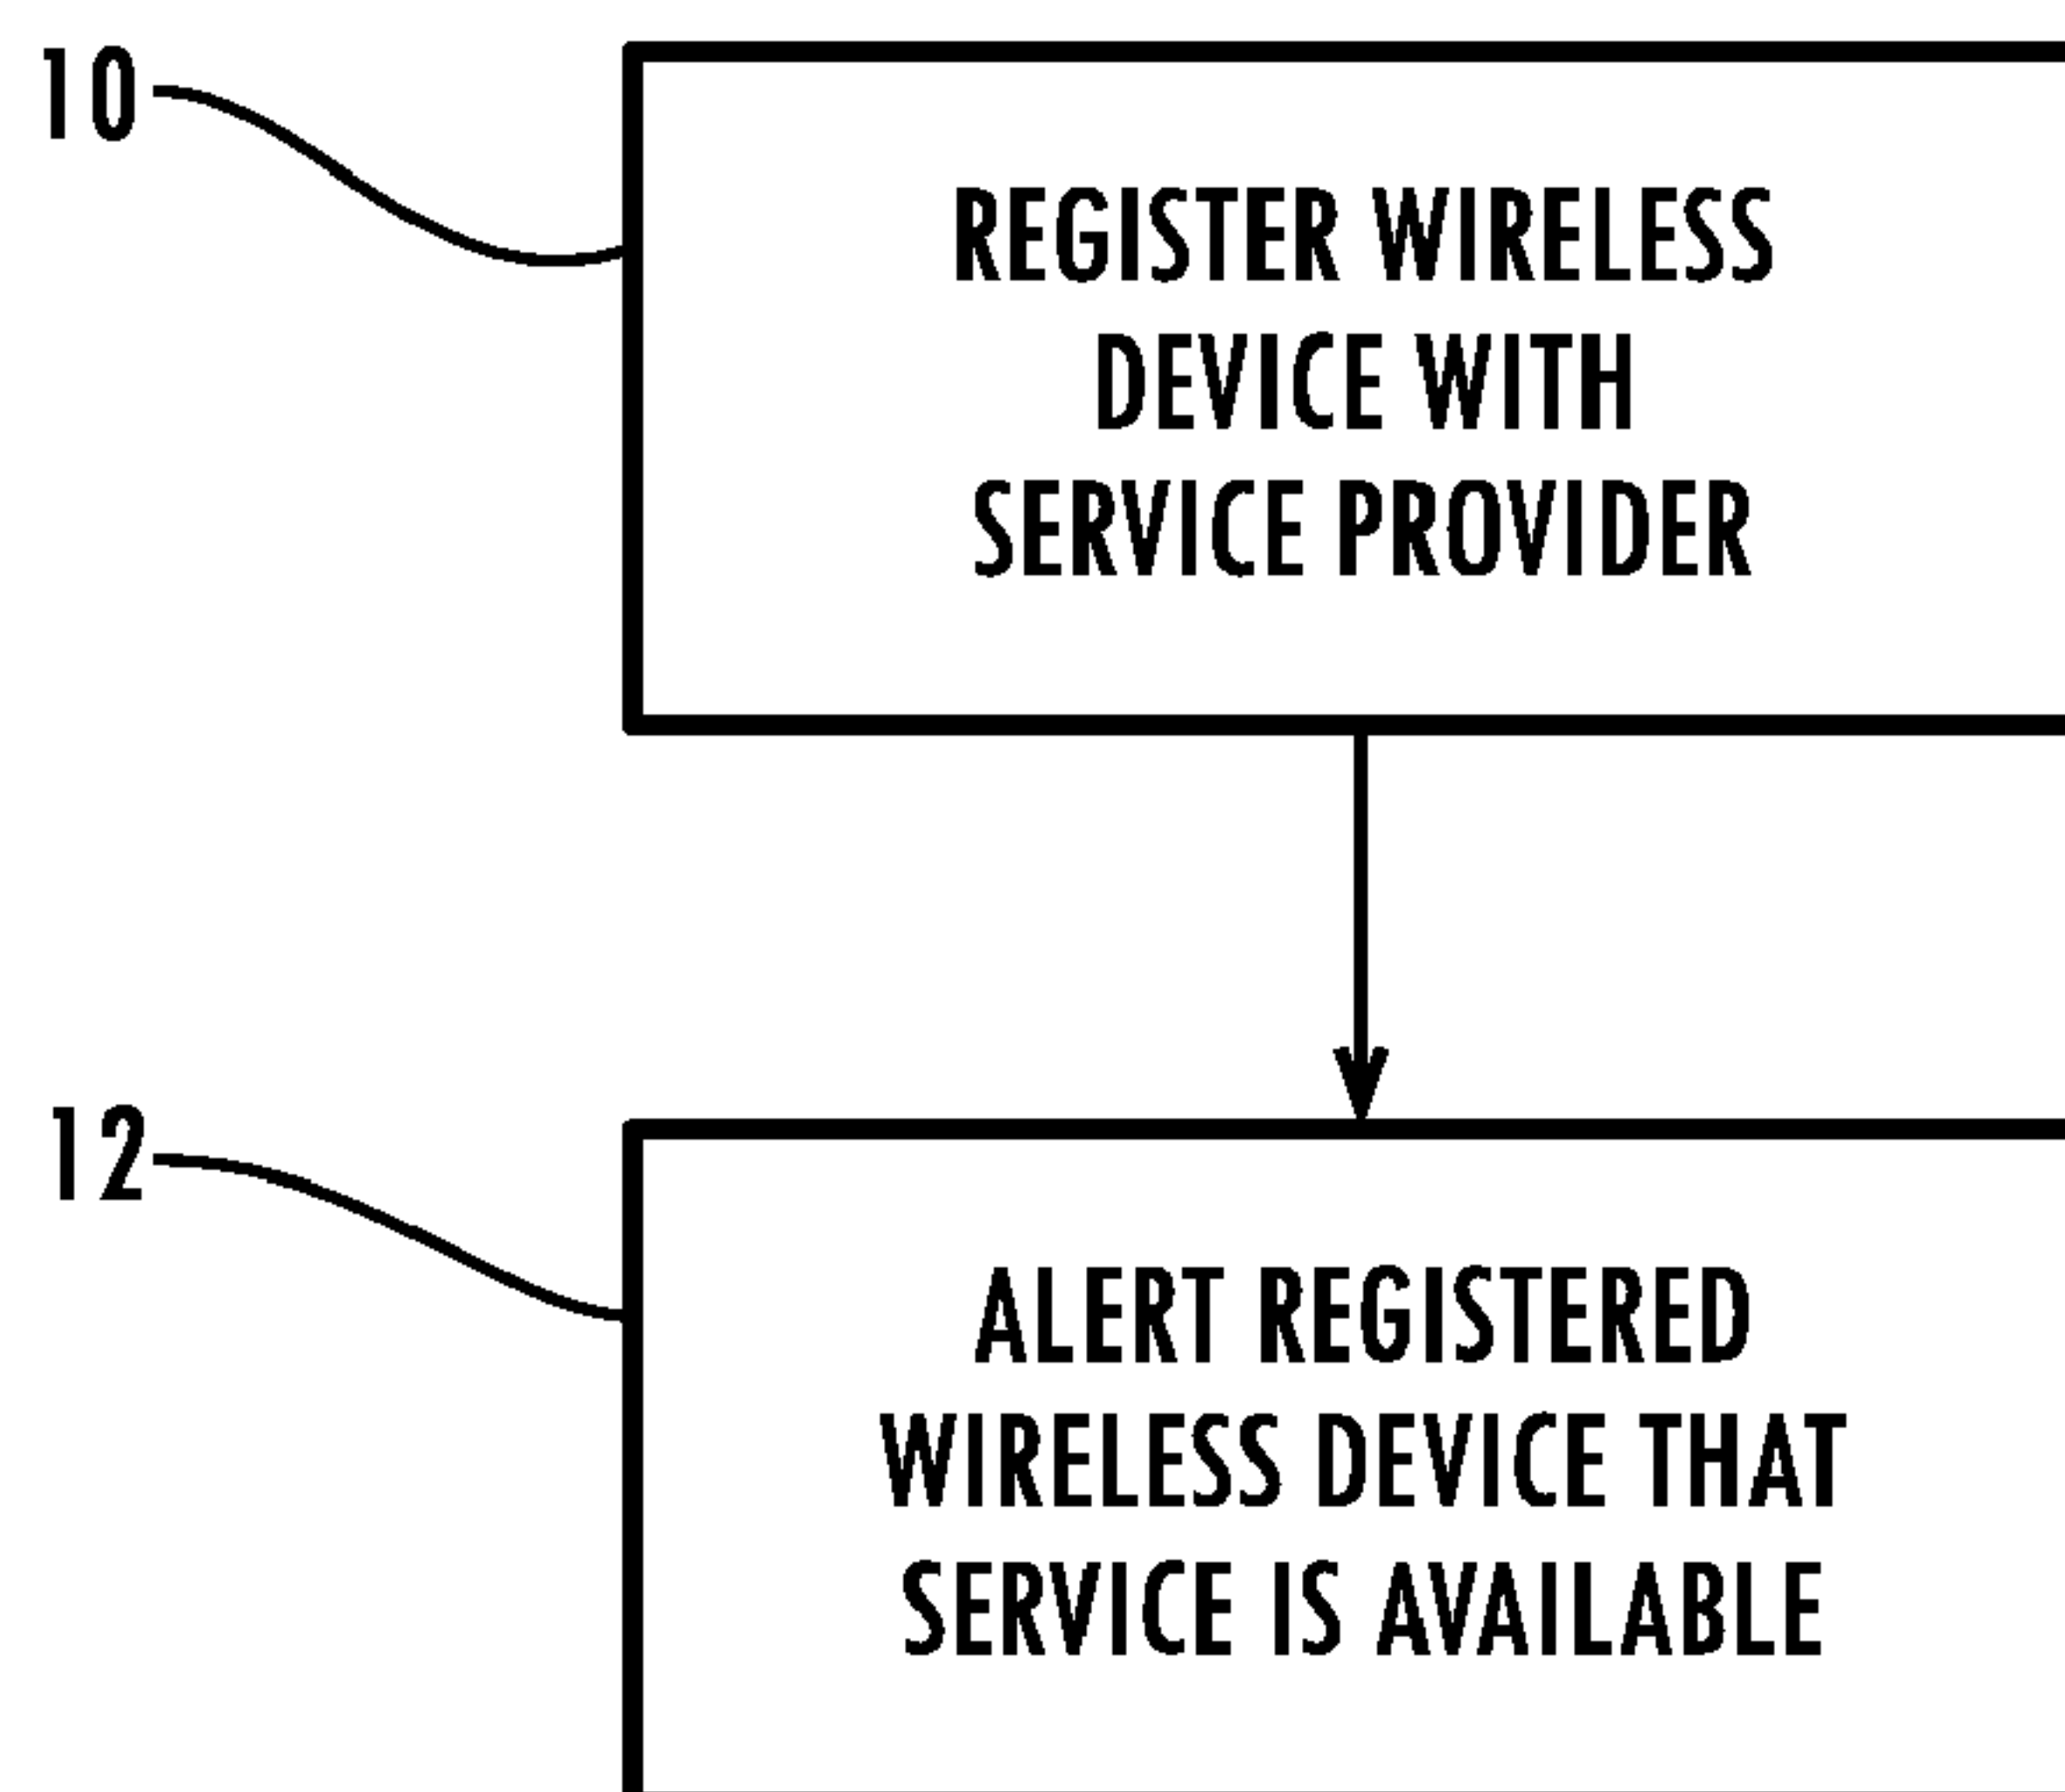 10
REGISTER WIRELESS
DEVICE WITH
SERVICE PROVIDER
12
ALERT REGISTERED
WIRELESS DEVICE THAT
SERVICE IS AVAILABLE